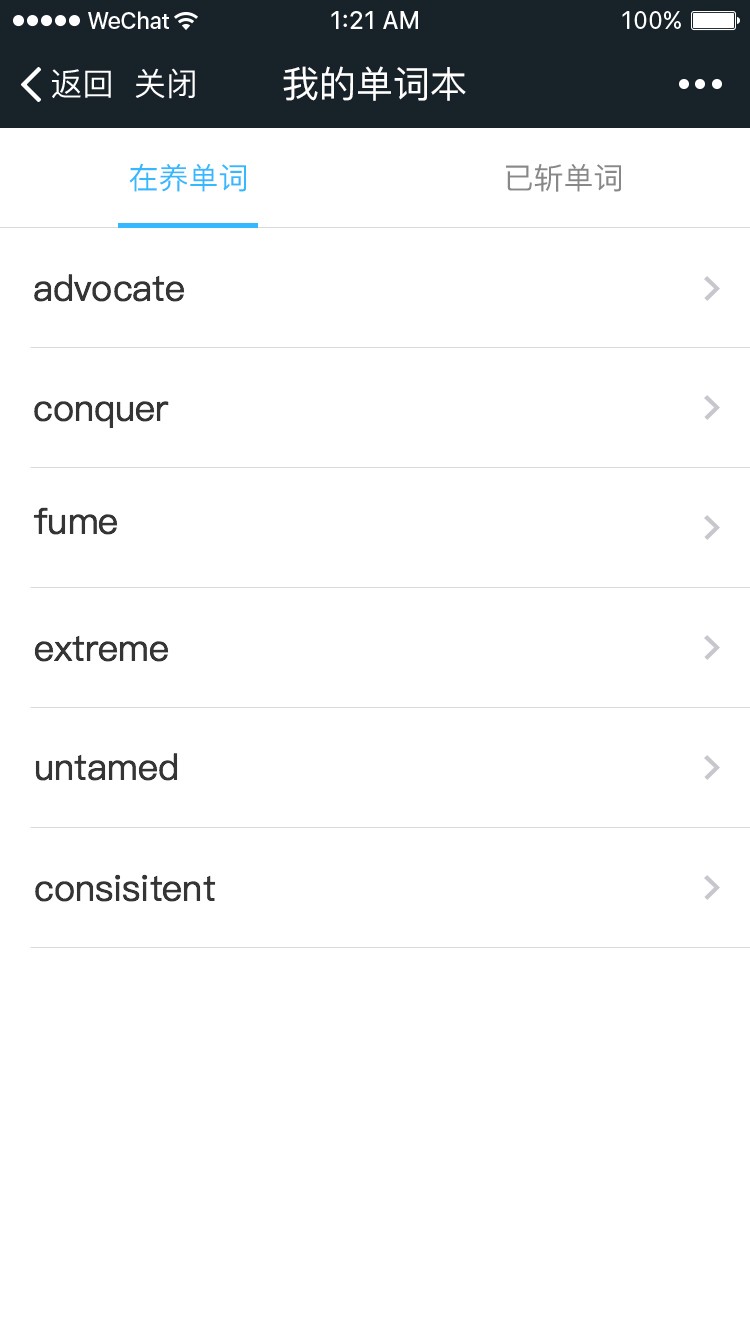 WeChat 1:21 AM 100%
返回 关闭 我的单词本
在养单词 已斩单词
advocate
conquer
fume
extreme
untamed
consisitent